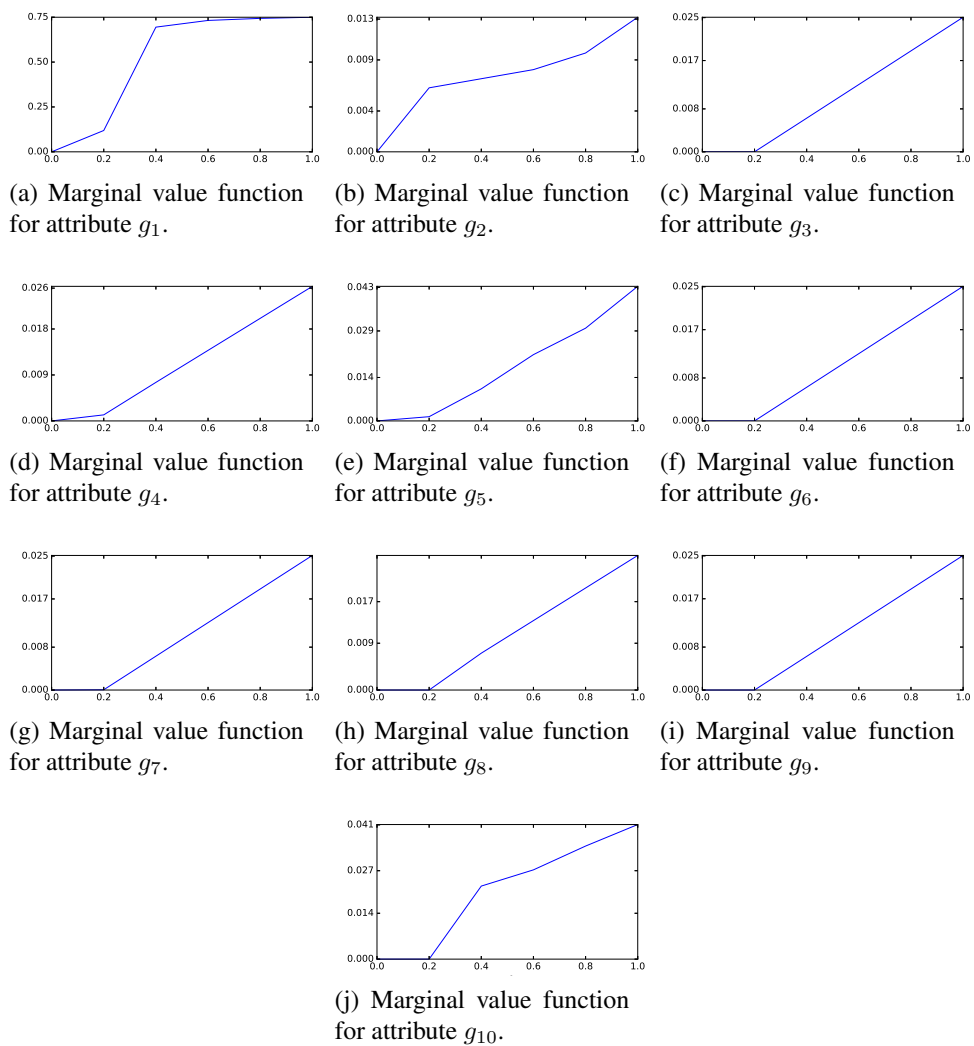 0.75
0.50
0.25
0.00
0.0 0.2 0.4 0.6 0.8 1.0
(a) Marginal value function
for attribute g1.
0.013
0.009
0.004
0.000
0.0 0.2 0.4 0.6 0.8 1.0
(b) Marginal value function
for attribute g2.
0.025
0.017
0.008
0.000
0.0 0.2 0.4 0.6 0.8 1.0
(c) Marginal value function
for attribute g3.
0.026
0.018
0.009
0.000
0.0 0.2 0.4 0.6 0.8 1.0
(d) Marginal value function
for attribute g4.
0.043
0.029
0.014
0.000
0.0 0.2 0.4 0.6 0.8 1.0
(e) Marginal value function
for attribute g5.
0.025
0.017
0.008
0.000
0.0 0.2 0.4 0.6 0.8 1.0
(f) Marginal value function
for attribute g6.
0.025
0.017
0.008
0.000
0.0 0.2 0.4 0.6 0.8 1.0
(g) Marginal value function
for attribute g7.
0.017
0.009
0.000
0.0 0.2 0.4 0.6 0.8 1.0
(h) Marginal value function
for attribute g8.
0.025
0.017
0.008
0.000
0.0 0.2 0.4 0.6 0.8 1.0
(i) Marginal value function
for attribute g9.
0.041
0.027
0.014
0.000
0.0 0.2 0.4 0.6 0.8 1.0
(j) Marginal value function
for attribute g10.